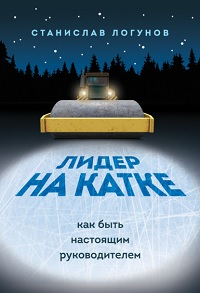 СТАНИСЛАВ ЛОГУНОВ
ЛИДЕР
НА КАТКЕ
как быть
настоящим
руководителем